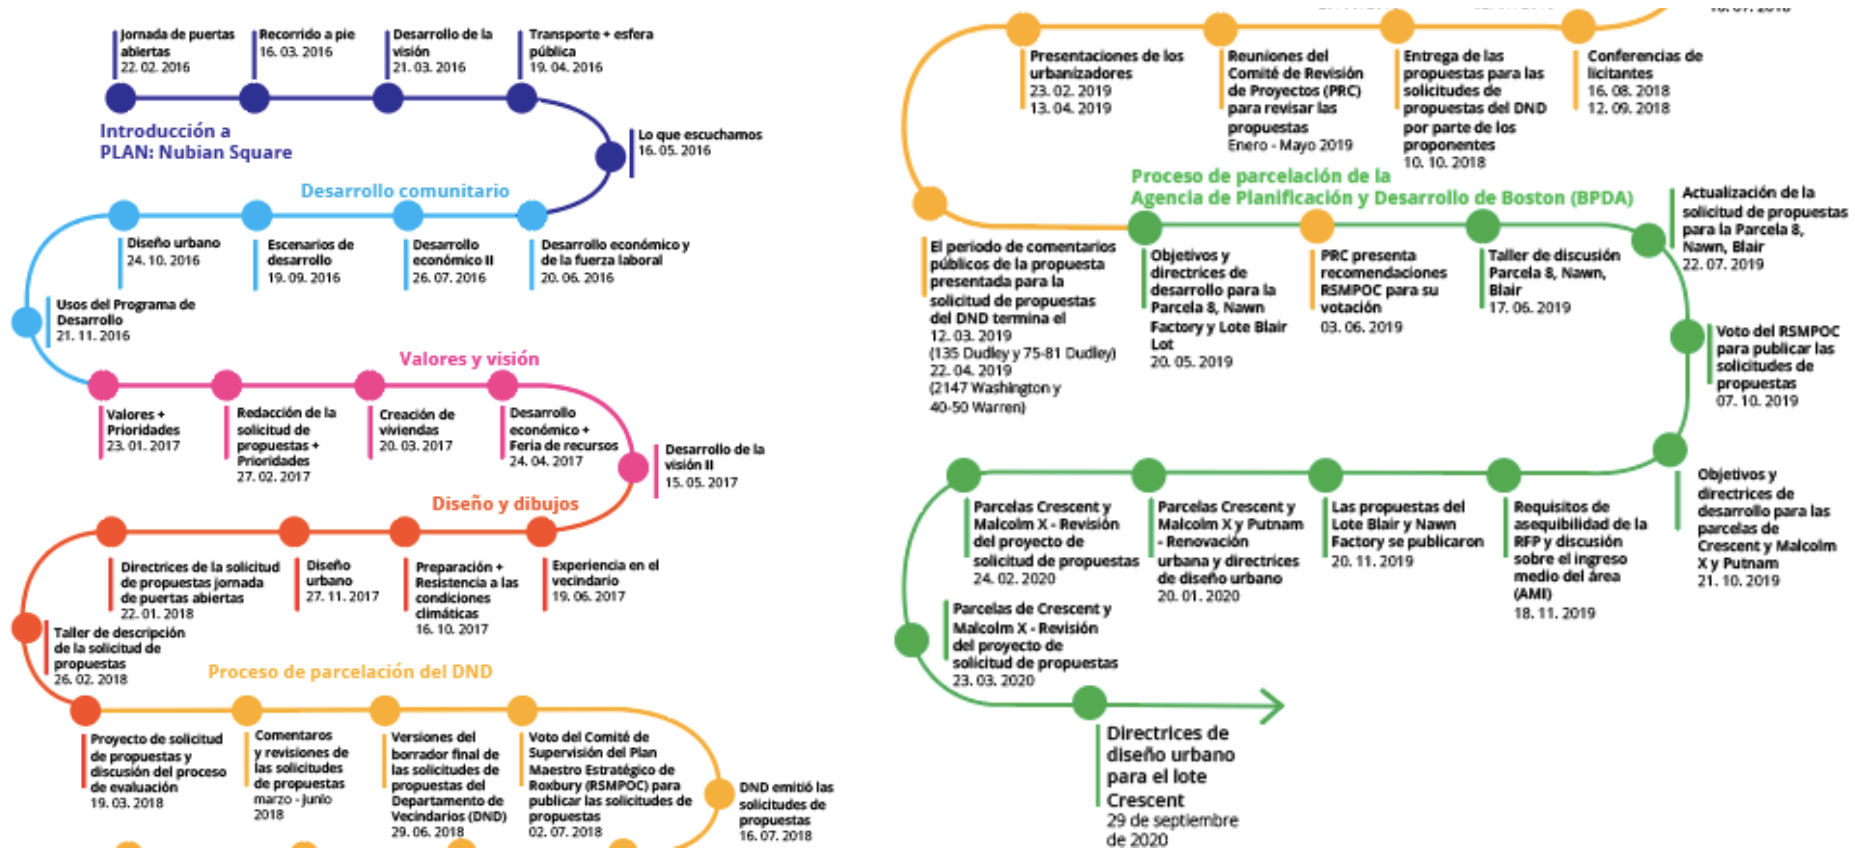 Jornada de puertas
abiertas
22. 02. 2016
Recorrido a pie
16. 03. 2016
Desarrollo de la
visión
21. 03. 2016
Transporte + esfera
pública
19. 04. 2016
Introducción a
PLAN: Nubian Square
Lo que escuchamos
16. 05. 2016
Desarrollo comunitario
Diseño urbano
24. 10. 2016
Escenarios de
desarrollo
19. 09. 2016
Desarrollo
económico II
26. 07. 2016
Desarrollo económico y
de la fuerza laboral
20. 06. 2016
Usos del Programa de
Desarrollo
21. 11. 2016
Valores y visión
Valores +
Prioridades
23. 01. 2017
Redacción de la
solicitud de
propuestas +
Prioridades
27. 02. 2017
Creación de
viviendas
20. 03. 2017
Desarrollo
económico +
Feria de recursos
24. 04. 2017
Desarrollo de la
visión II
15. 05. 2017
Diseño y dibujos
Directrices de la solicitud
de propuestas jornada
de puertas abiertas
22. 01. 2018
Diseño
urbano
27. 11. 2017
Preparación +
Resistencia a las
condiciones
climáticas
16. 10. 2017
Experiencia en el
vecindario
19. 06. 2017
Taller de descripción
de la solicitud de
propuestas
26. 02. 2018
Proceso de parcelación del DND
Proyecto de solicitud
de propuestas y
discusión del proceso
de evaluación
19. 03. 2018
Comentaros
y revisiones de
las solicitudes
de propuestas
marzo - junio
2018
Versiones del
borrador final de
las solicitudes de
propuestas del
Departamento de
Vecindarios (DND)
29. 06. 2018
Voto del Comité de
Supervisión del Plan
Maestro Estratégico de
Roxbury (RSMPOC) para
publicar las solicitudes de
propuestas
02. 07. 2018
DND emitió las
solicitudes de
propuestas
16. 07. 2018
Presentaciones de los
urbanizadores
23. 02. 2019
13. 04. 2019
Reuniones del
Comité de Revisión
de Proyectos (PRC)
para revisar las
propuestas
Enero - Mayo 2019
Entrega de las
propuestas para las
solicitudes de
propuestas del DND
por parte de los
proponentes
10. 10. 2018
Conferencias de
licitantes
16. 08. 2018
12. 09. 2018
Proceso de parcelación de la
Agencia de Planificación y Desarrollo de Boston (BPDA)
El periodo de comentarios
públicos de la propuesta
presentada para la
solicitud de propuestas
del DND termina el
12. 03. 2019
(135 Dudley y 75-81 Dudley)
22. 04. 2019
(2147 Washington y
40-50 Warren)
Objetivos y
directrices de
desarrollo para la
Parcela 8, Nawn
Factory y Lote Blair
Lot
20. 05. 2019
PRC presenta
recomendaciones
RSMPOC para su
votación
03. 06. 2019
Taller de discusión
Parcela 8, Nawn,
Blair
17. 06. 2019
Actualización de la
solicitud de propuestas
para la Parcela 8,
Nawn, Blair
22. 07. 2019
Voto del RSMPOC
para publicar las
solicitudes de
propuestas
07. 10. 2019
Objetivos y
directrices de
desarrollo para las
parcelas de
Crescent y Malcolm
X y Putnam
21. 10. 2019
Parcelas Crescent y
Malcolm X - Revisión
del proyecto de
solicitud de propuestas
24. 02. 2020
Parcelas Crescent y
Malcolm X y Putnam
- Renovación
urbana y directrices
de diseño urbano
20. 01. 2020
Las propuestas del
Lote Blair y Nawn
Factory se publicaron
20. 11. 2019
Requisitos de
asequibilidad de la
RFP y discusión
sobre el ingreso
medio del área
(AMI)
18. 11. 2019
Parcelas de Crescent y
Malcolm X - Revisión
del proyecto de
solicitud de propuestas
23. 03. 2020
Directrices de
diseño urbano
para el lote
Crescent
29 de septiembre
de 2020